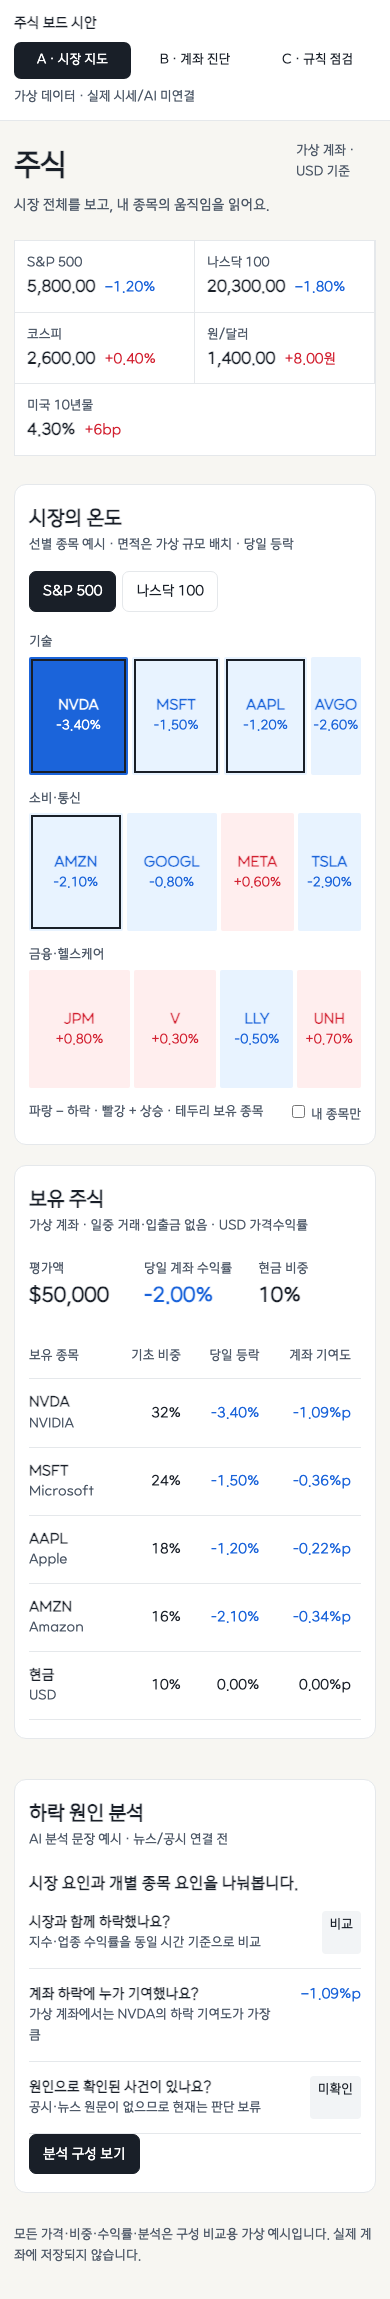 주식 보드 시안
A · 시장 지도
B · 계좌 진단
C · 규칙 점검
가상 데이터 · 실제 시세/AI 미연결
주식
가상 계좌 ·
USD 기준
시장 전체를 보고, 내 종목의 움직임을 읽어요.
S&P 500
5,800.00 −1.20%
나스닥 100
20,300.00 −1.80%
코스피
2,600.00 +0.40%
원/달러
1,400.00 +8.00원
미국 10년물
4.30% +6bp
시장의 온도
선별 종목 예시 · 면적은 가상 규모 배치 · 당일 등락
S&P 500
나스닥 100
기술
NVDA
-3.40%
MSFT
-1.50%
AAPL
-1.20%
AVGO
-2.60%
소비·통신
AMZN
-2.10%
GOOGL
-0.80%
META
+0.60%
TSLA
-2.90%
금융·헬스케어
JPM
+0.80%
V
+0.30%
LLY
-0.50%
UNH
+0.70%
파랑 − 하락 · 빨강 + 상승 · 테두리 보유 종목
내 종목만
보유 주식
가상 계좌 · 일중 거래·입출금 없음 · USD 가격수익률
평가액
$50,000
당일 계좌 수익률
-2.00%
현금 비중
10%
보유 종목 기초 비중 당일 등락 계좌 기여도
NVDA
NVIDIA
32% -3.40% -1.09%p
MSFT
Microsoft
24% -1.50% -0.36%p
AAPL
Apple
18% -1.20% -0.22%p
AMZN
Amazon
16% -2.10% -0.34%p
현금
USD
10% 0.00% 0.00%p
하락 원인 분석
AI 분석 문장 예시 · 뉴스/공시 연결 전
시장 요인과 개별 종목 요인을 나눠봅니다.
시장과 함께 하락했나요?
지수·업종 수익률을 동일 시간 기준으로 비교
비교
계좌 하락에 누가 기여했나요?
가상 계좌에서는 NVDA의 하락 기여도가 가장
큼
−1.09%p
원인으로 확인된 사건이 있나요?
공시·뉴스 원문이 없으므로 현재는 판단 보류
미확인
분석 구성 보기
모든 가격·비중·수익률·분석은 구성 비교용 가상 예시입니다. 실제 계
좌에 저장되지 않습니다.